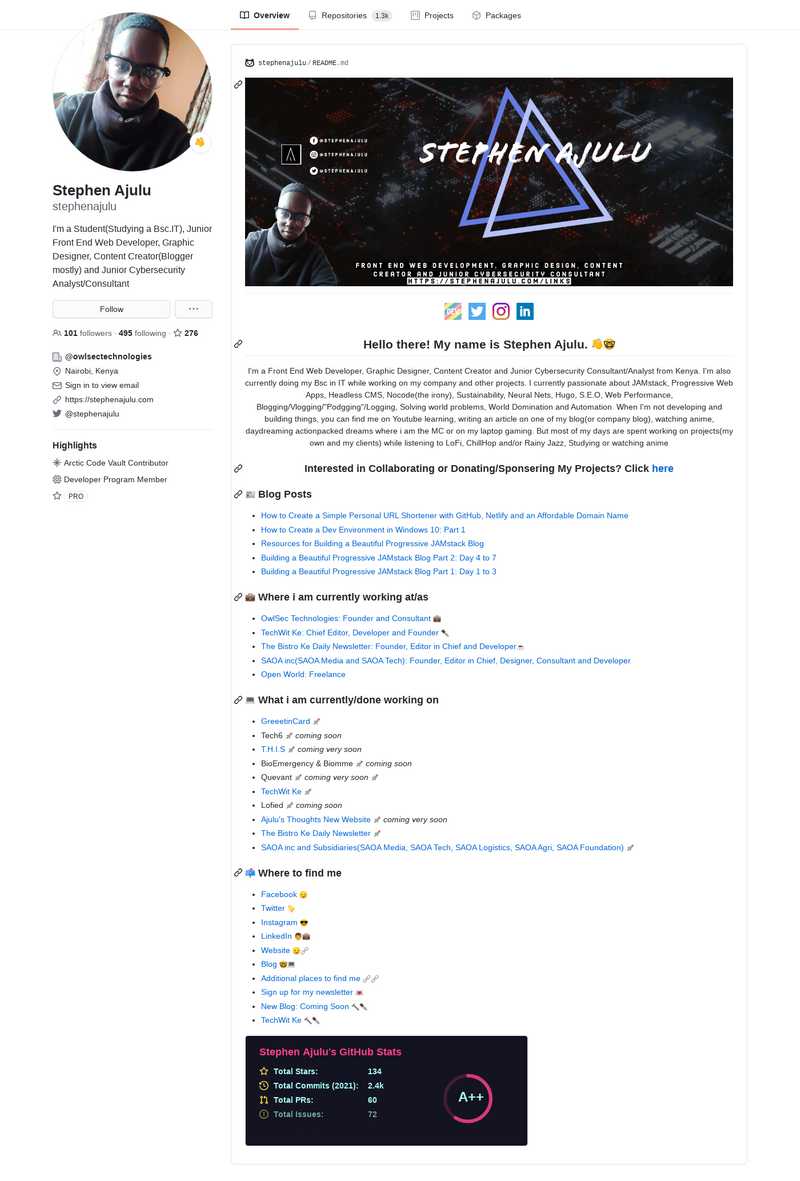 Overview Repositories 1.3k Projects Packages
Stephen Ajulu
stephenajulu
I'm a Student(Studying a Bsc.IT), Junior
Front End Web Developer, Graphic
Designer, Content Creator(Blogger
mostly) and Junior Cybersecurity
Analyst/Consultant
Follow
101 followers · 495 following · 276
@owlsectechnologies
Nairobi, Kenya
Sign in to view email
https://stephenajulu.com
@stephenajulu
Highlights
Arctic Code Vault Contributor
Developer Program Member
PRO
stephenajulu/README.md
@STEPHENAJULU
@STEPHENAJULU
@STEPHENAJULU
STEPHEN AJULU
FRONT END WEB DEVELOPMENT, GRAPHIC DESIGN, CONTENT
CREATOR AND JUNIOR CYBERSECURITY CONSULTANT
HTTPS://STEPHENAJULU.COM/LINKS
DEV
in
Hello there! My name is Stephen Ajulu. 👋🤓
I'm a Front End Web Developer, Graphic Designer, Content Creator and Junior Cybersecurity Consultant/Analyst from Kenya. I'm also
currently doing my Bsc in IT while working on my company and other projects. I currently passionate about JAMstack, Progressive Web
Apps, Headless CMS, Nocode(the irony), Sustainability, Neural Nets, Hugo, S.E.O, Web Performance,
Blogging/Vlogging/"Podgging"/Logging, Solving world problems, World Domination and Automation. When I'm not developing and
building things, you can find me on Youtube learning, writing an article on one of my blog(or company blog), watching anime,
daydreaming actionpacked dreams where i am the MC or on my laptop gaming. But most of my days are spent working on projects(my
own and my clients) while listening to LoFi, ChillHop and/or Rainy Jazz, Studying or watching anime
Interested in Collaborating or Donating/Sponsering My Projects? Click here
📰 Blog Posts
• How to Create a Simple Personal URL Shortener with GitHub, Netlify and an Affordable Domain Name
• How to Create a Dev Environment in Windows 10: Part 1
• Resources for Building a Beautiful Progressive JAMstack Blog
• Building a Beautiful Progressive JAMstack Blog Part 2: Day 4 to 7
• Building a Beautiful Progressive JAMstack Blog Part 1: Day 1 to 3
💼 Where i am currently working at/as
• OwlSec Technologies: Founder and Consultant 💼
• TechWit Ke: Chief Editor, Developer and Founder
• The Bistro Ke Daily Newsletter: Founder, Editor in Chief and Developer
• SAOA inc(SAOA Media and SAOA Tech): Founder, Editor in Chief, Designer, Consultant and Developer
• Open World: Freelance
💻 What i am currently/done working on
• GreeetinCard 🚀
• Tech6 🚀 coming soon
• T.H.I.S 🚀 coming very soon
• BioEmergency & Biomme 🚀 coming soon
• Quevant 🚀 coming very soon 🚀
• TechWit Ke 🚀
• Lofied 🚀 coming soon
• Ajulu's Thoughts New Website 🚀 coming very soon
• The Bistro Ke Daily Newsletter 🚀
• SAOA inc and Subsidiaries(SAOA Media, SAOA Tech, SAOA Logistics, SAOA Agri, SAOA Foundation) 🚀
📫 Where to find me
• Facebook
• Twitter
• Instagram 😎
• LinkedIn
• Website
• Blog 🤓💻
• Additional places to find me 🔗🔗
• Sign up for my newsletter
• New Blog: Coming Soon
• TechWit Ke
Stephen Ajulu's GitHub Stats
Total Stars: 134
Total Commits (2021): 2.4k
Total PRs: 60
Total Issues: 72
A++